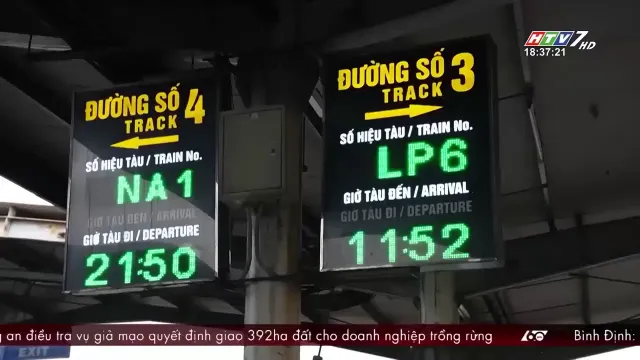 HTV7 HD
18:37:21
ĐƯỜNG SỐ 4
TRACK
SỐ HIỆU TÀU / TRAIN No.
NA1
GIỜ TÀU ĐẾN / ARRIVAL
GIỜ TÀU ĐI / DEPARTURE
21:50
ĐƯỜNG SỐ 3
TRACK
SỐ HIỆU TÀU / TRAIN No.
LP6
GIỜ TÀU ĐẾN / ARRIVAL
GIỜ TÀU ĐI / DEPARTURE
11:52
EXIT
an điều tra vụ giả mạo quyết định giao 392ha đất cho doanh nghiệp trồng rừng 60 Bình Định: